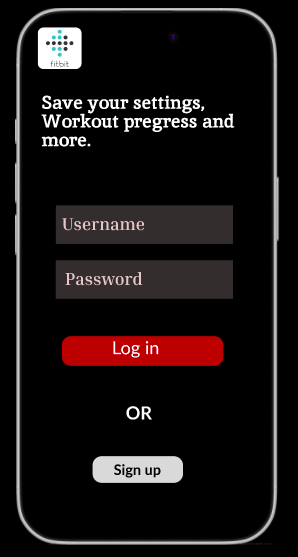 fitbit
Save your settings,
Workout pregress and
more.
Username
Password
Log in
OR
Sign up